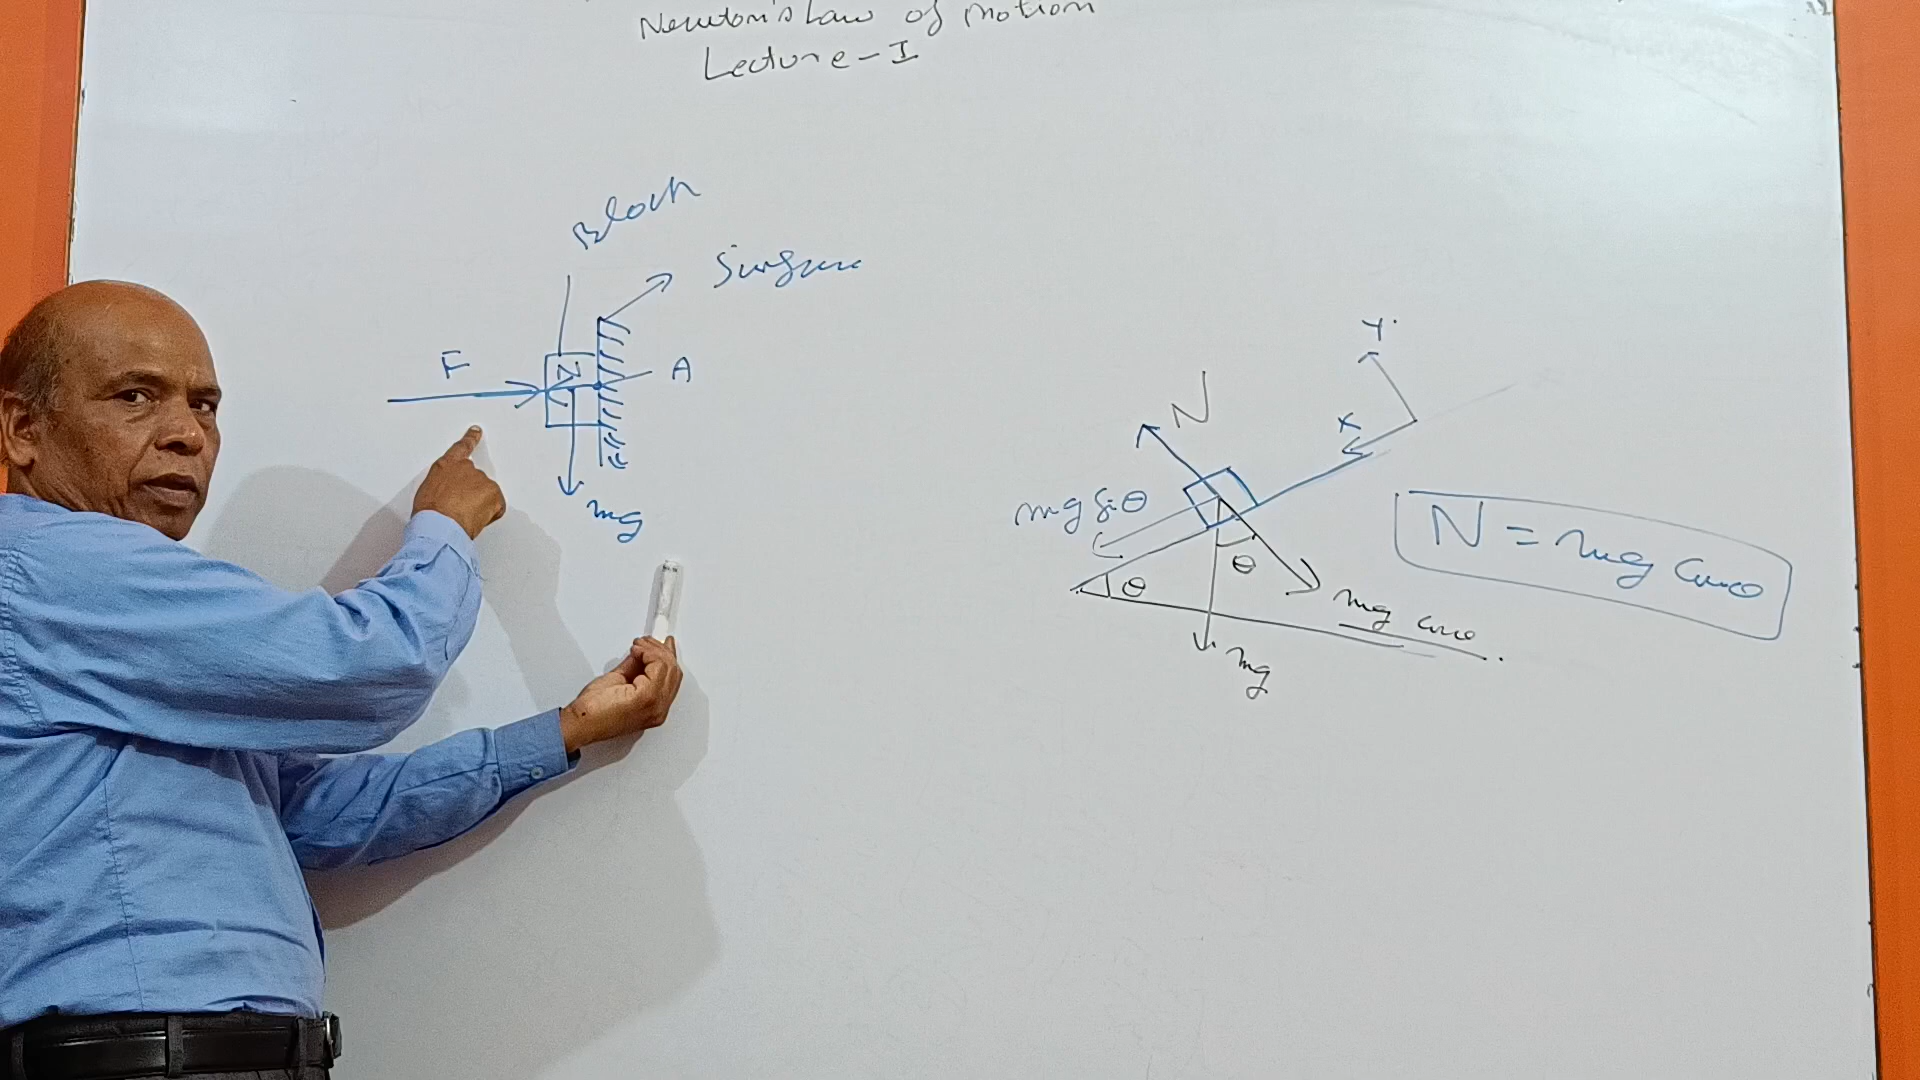 Newton's Law of Motion
Lecture - I
Block
Surface
F
N
A
mg
Y
X
N
mg sinθ
θ
θ
mg cosθ
mg
N = mg cosθ